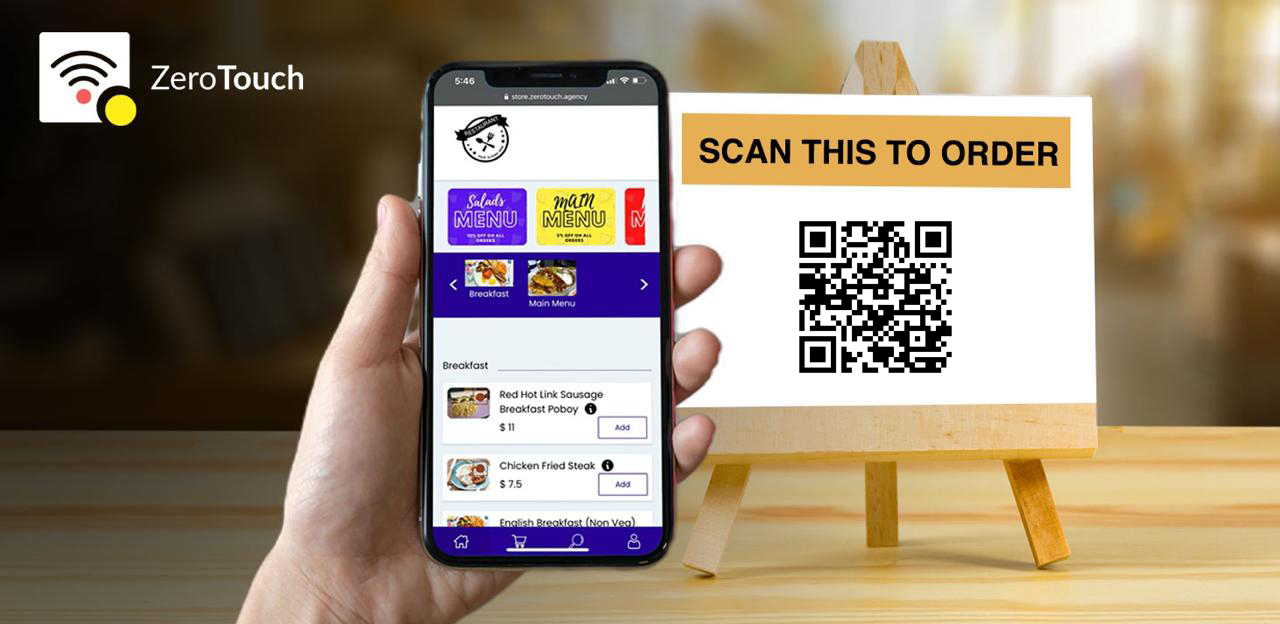 ZeroTouch
5:46
store.zerotouch.agency
RESTAURANT
Salads
MENU
10% OFF ON ALL
ORDERS
MAIN
MENU
5% OFF ON ALL
ORDERS
M
Breakfast
Main Menu
Breakfast
Red Hot Link Sausage
Breakfast Poboy
$ 11
Add
Chicken Fried Steak
$ 7.5
Add
English Breakfast (Non Veg)
SCAN THIS TO ORDER